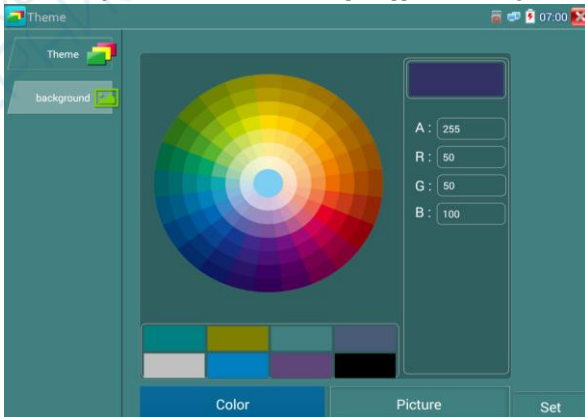 Theme
07:00
Theme
background
A : 255
R : 50
G : 50
B : 100
Color
Picture
Set